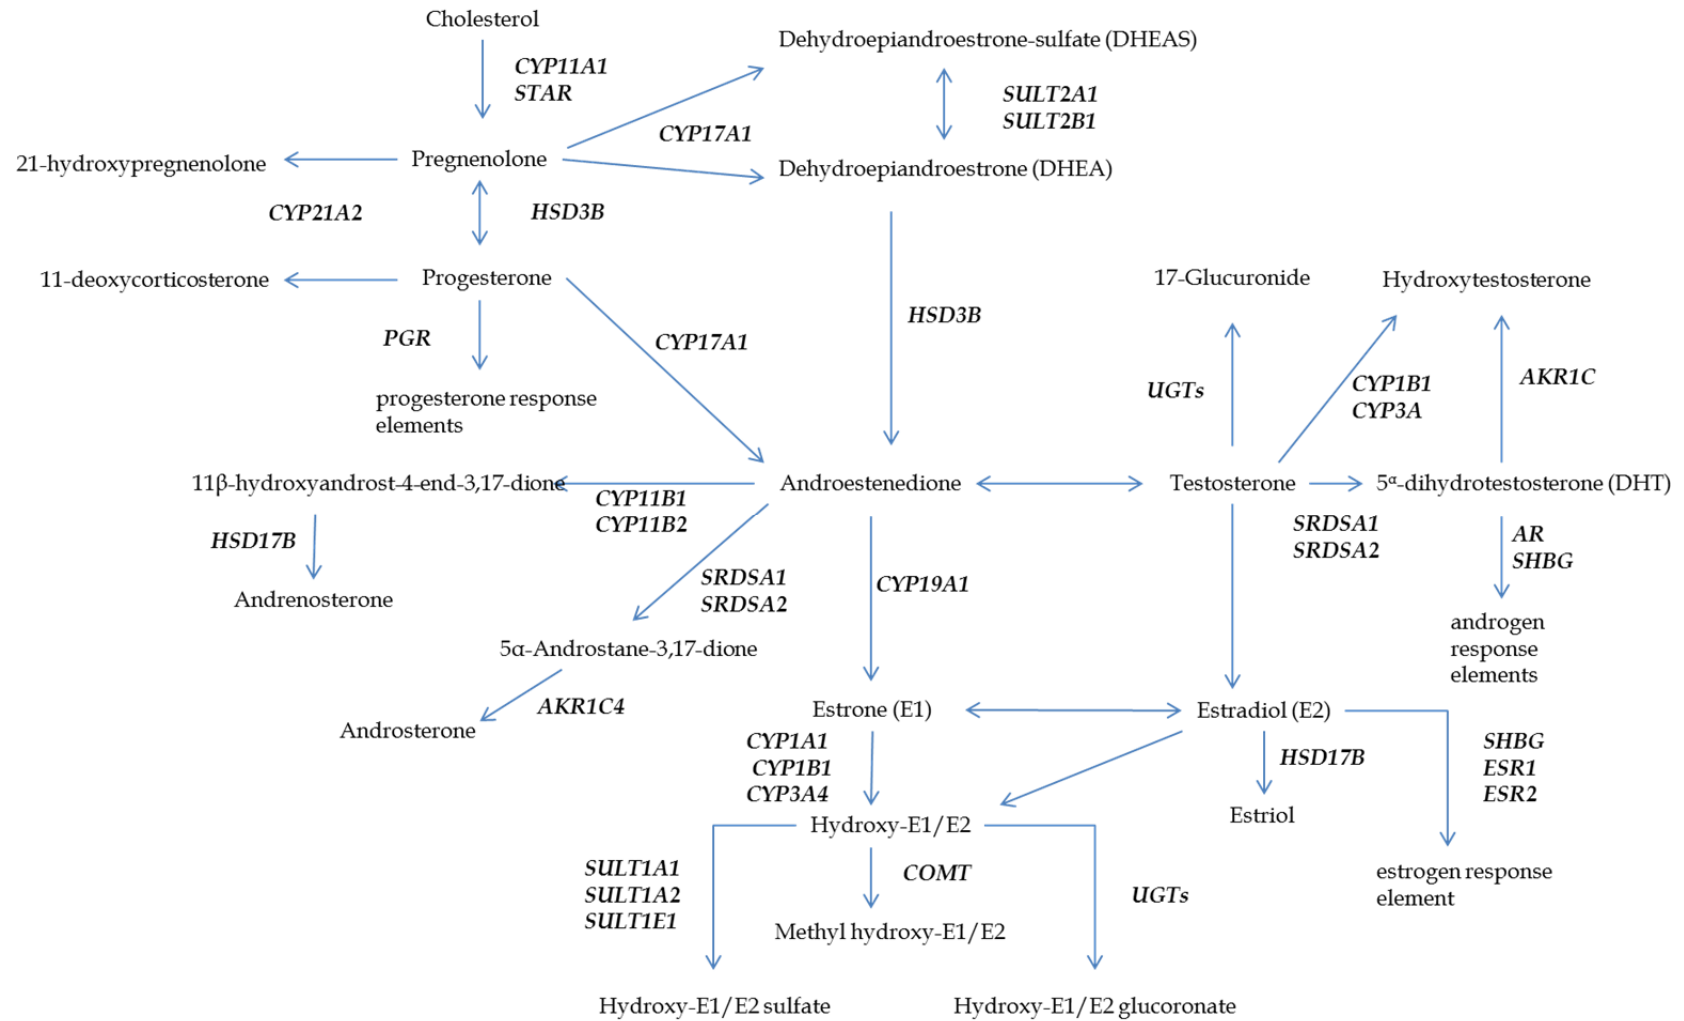 Cholesterol
Dehydroepiandroestrone-sulfate (DHEAS)
CYP11A1
STAR
SULT2A1
SULT2B1
CYP17A1
21-hydroxypregnenolone
Pregnenolone
Dehydroepiandroestrone (DHEA)
CYP21A2
HSD3B
11-deoxycorticosterone
Progesterone
17-Glucuronide
Hydroxytestosterone
HSD3B
PGR
CYP17A1
UGTs
CYP1B1
CYP3A
AKR1C
progesterone response
elements
11β-hydroxyandrost-4-end-3,17-dione
Androestenedione
Testosterone
5α-dihydrotestosterone (DHT)
CYP11B1
CYP11B2
HSD17B
SRDSA1
SRDSA2
AR
SHBG
SRDSA1
SRDSA2
CYP19A1
Andrenosterone
androgen
response
elements
5α-Androstane-3,17-dione
AKR1C4
Androsterone
Estrone (E1)
Estradiol (E2)
CYP1A1
CYP1B1
CYP3A4
HSD17B
SHBG
ESR1
ESR2
Hydroxy-E1/E2
Estriol
SULT1A1
SULT1A2
SULT1E1
COMT
UGTs
estrogen response
element
Methyl hydroxy-E1/E2
Hydroxy-E1/E2 sulfate
Hydroxy-E1/E2 glucoronate